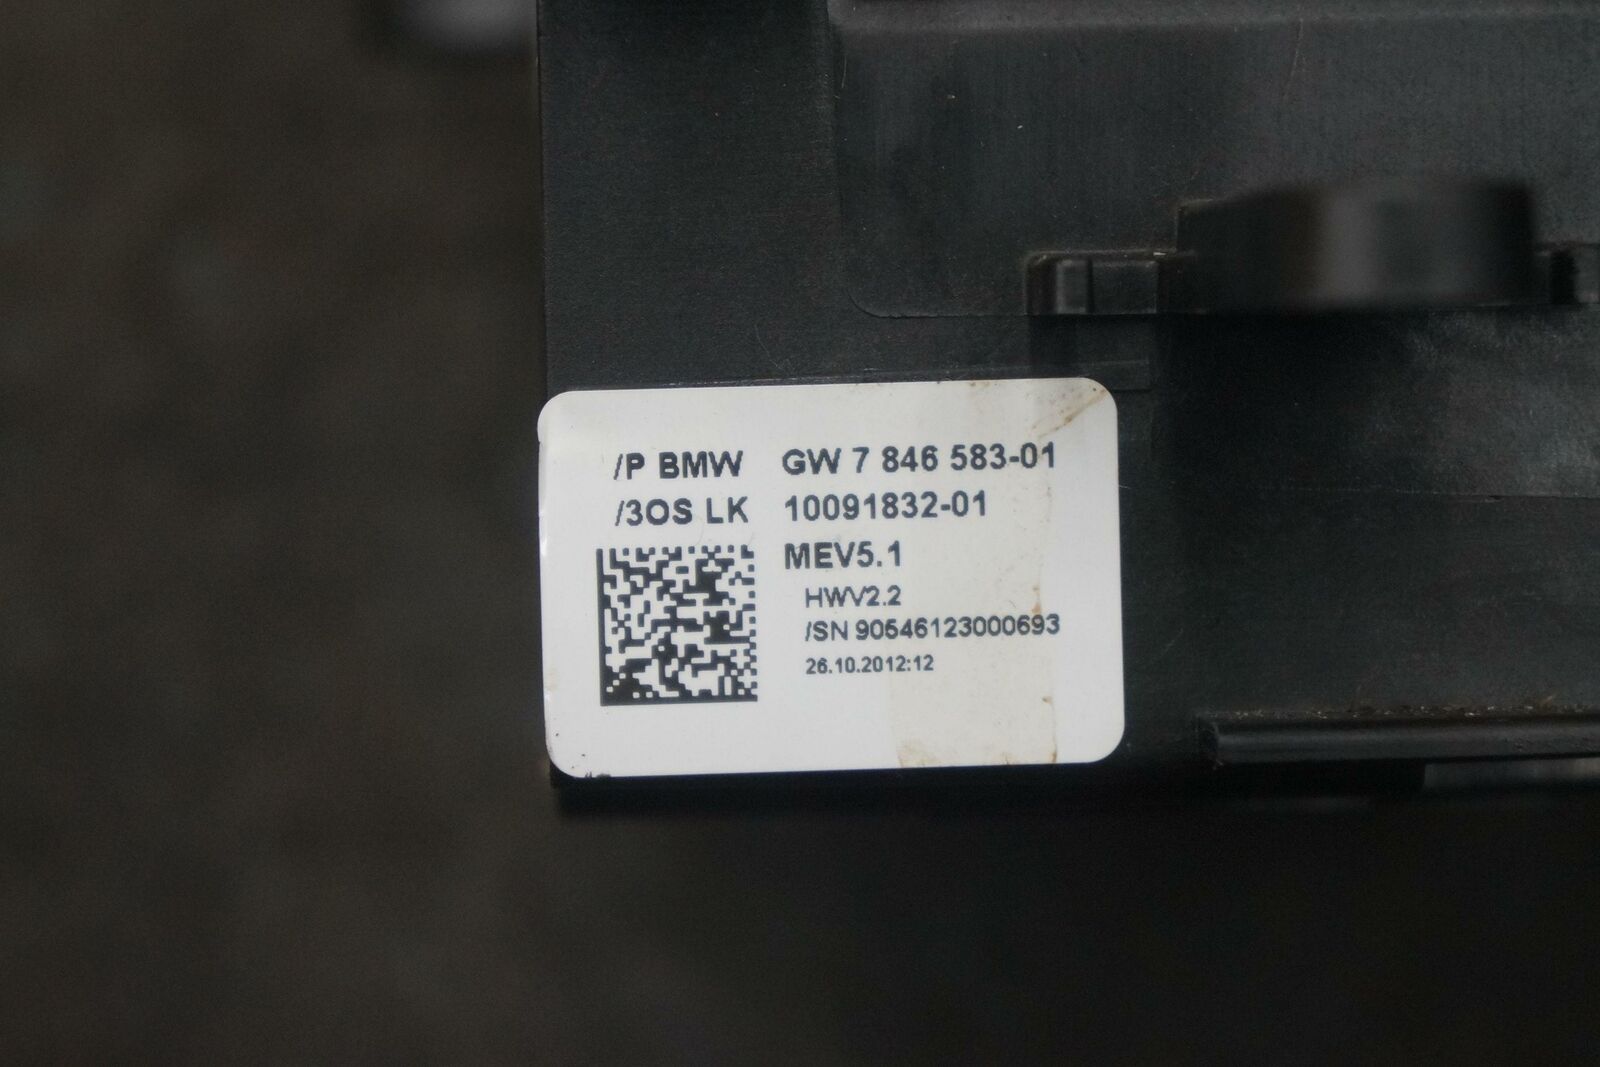 /P BMW GW 7 846 583-01
/3OS LK 10091832-01
MEV5.1
HWV2.2
/SN 90546123000693
26.10.2012:12